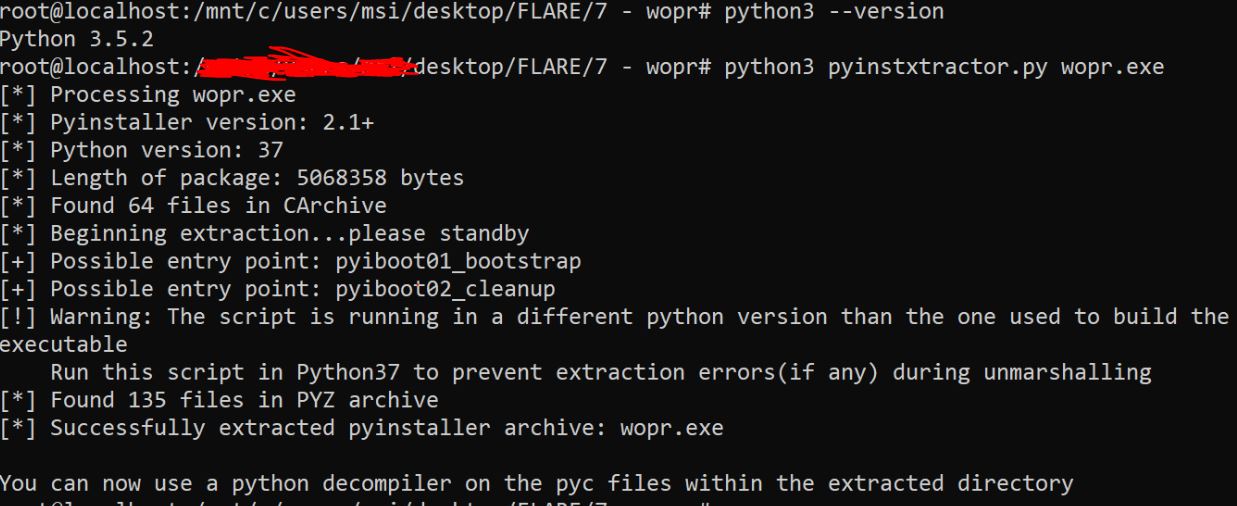 root@localhost:/mnt/c/users/msi/desktop/FLARE/7 - wopr# python3 --version
Python 3.5.2
root@localhost:/desktop/FLARE/7 - wopr# python3 pyinstxtractor.py wopr.exe
[*] Processing wopr.exe
[*] Pyinstaller version: 2.1+
[*] Python version: 37
[*] Length of package: 5068358 bytes
[*] Found 64 files in CArchive
[*] Beginning extraction...please standby
[+] Possible entry point: pyiboot01_bootstrap
[+] Possible entry point: pyiboot02_cleanup
[!] Warning: The script is running in a different python version than the one used to build the
executable
    Run this script in Python37 to prevent extraction errors(if any) during unmarshalling
[*] Found 135 files in PYZ archive
[*] Successfully extracted pyinstaller archive: wopr.exe
You can now use a python decompiler on the pyc files within the extracted directory